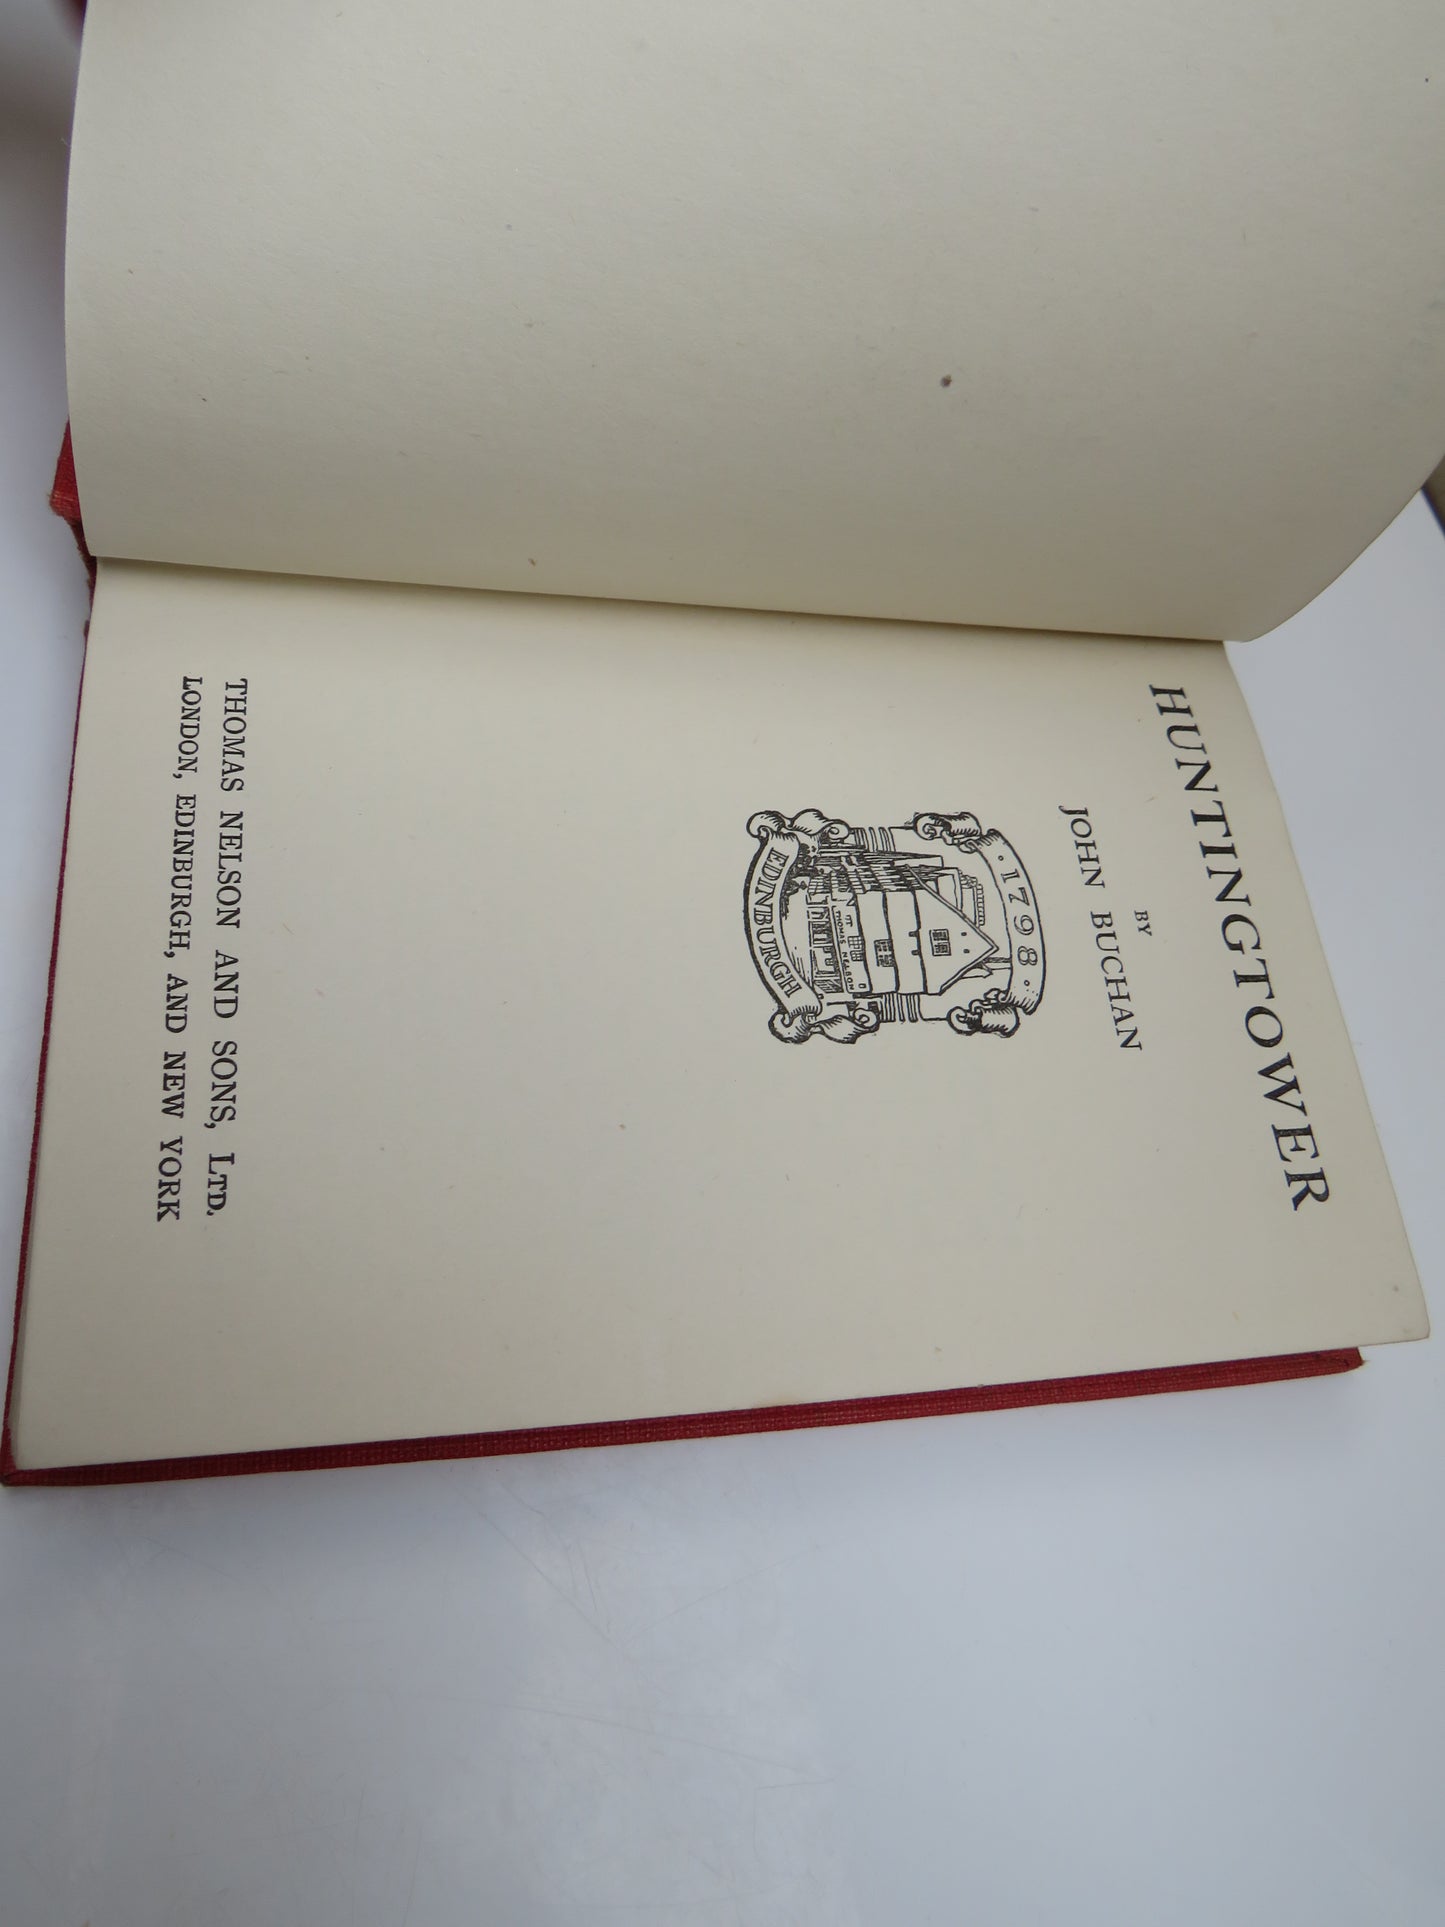 HUNTINGTOWER
BY
JOHN BUCHAN
· 1798 ·
THOMAS NELSON
EDINBURGH
THOMAS NELSON AND SONS, LTD.
LONDON, EDINBURGH, AND NEW YORK